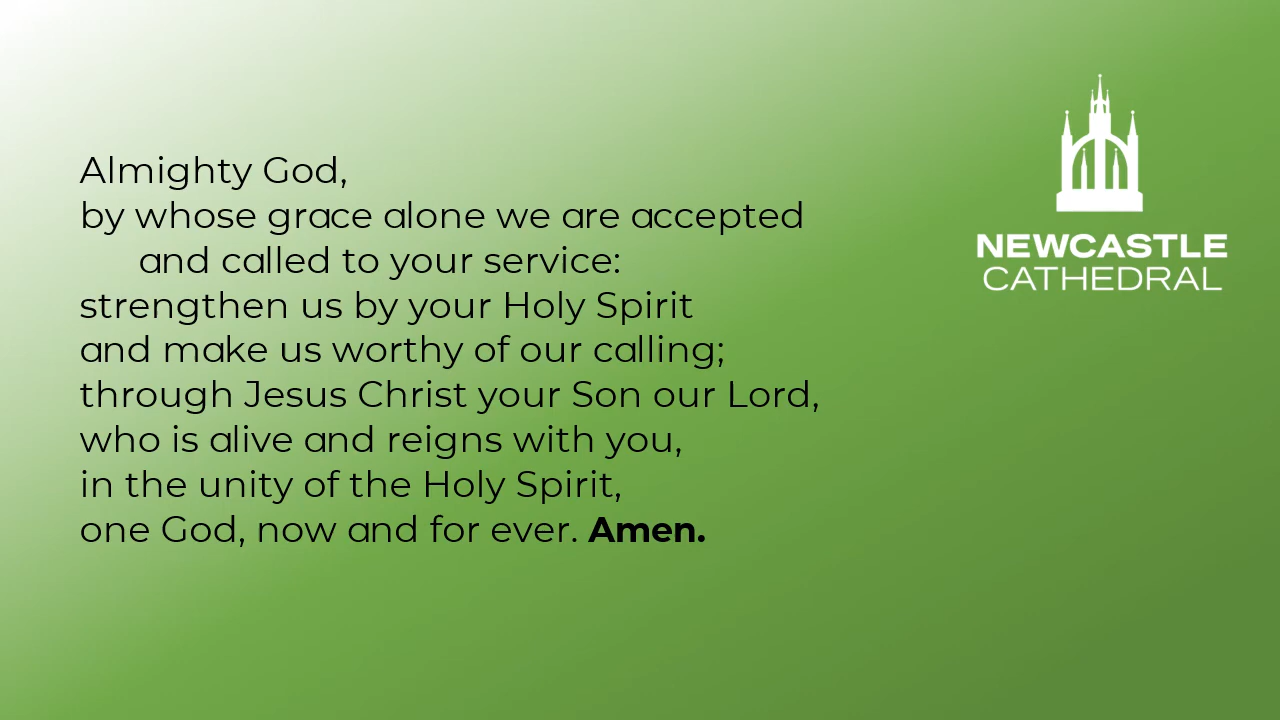 Almighty God,
by whose grace alone we are accepted
and called to your service:
strengthen us by your Holy Spirit
and make us worthy of our calling;
through Jesus Christ your Son our Lord,
who is alive and reigns with you,
in the unity of the Holy Spirit,
one God, now and for ever. Amen.
NEWCASTLE
CATHEDRAL